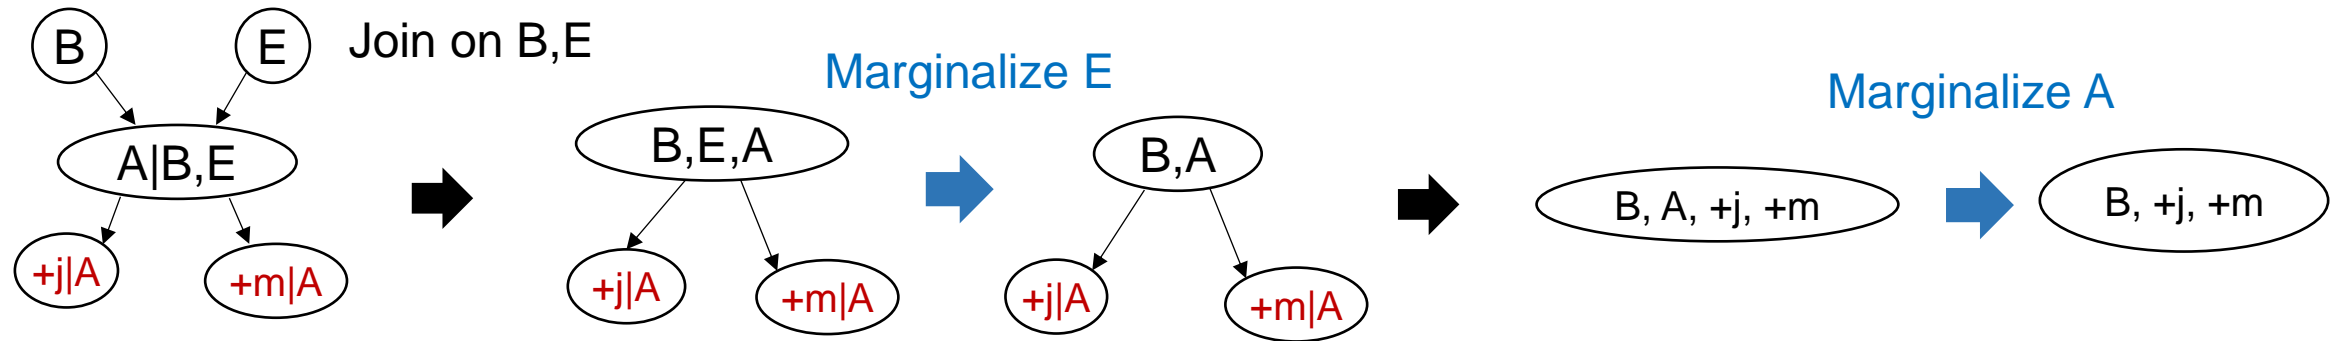 B
E
Join on B,E
A|B,E
+j|A
+m|A
B,E,A
+j|A
+m|A
Marginalize E
B,A
+j|A
+m|A
B, A, +j, +m
Marginalize A
B, +j, +m